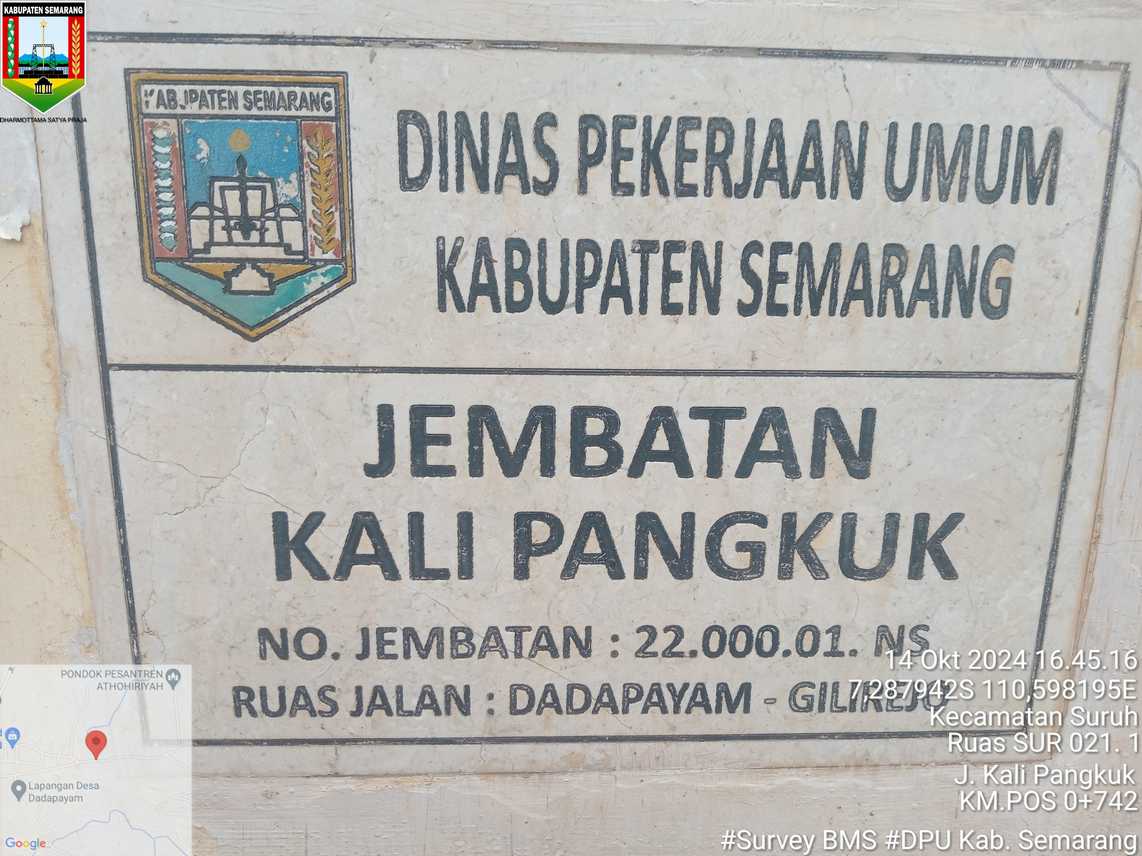 KABUPATEN SEMARANG
DHARMOTTAMA SATYA PRAJA
KABUPATEN SEMARANG
DINAS PEKERJAAN UMUM
KABUPATEN SEMARANG
JEMBATAN
KALI PANGKUK
NO. JEMBATAN : 22.000.01. NS
RUAS JALAN : DADAPAYAM - GILIREJO
14 Okt 2024 16.45.16
7,287942S 110,598195E
Kecamatan Suruh
Ruas SUR 021. 1
J. Kali Pangkuk
KM.POS 0+742
#Survey BMS #DPU Kab. Semarang
PONDOK PESANTREN
ATHOHIRIYAH
Lapangan Desa
Dadapayam
Google